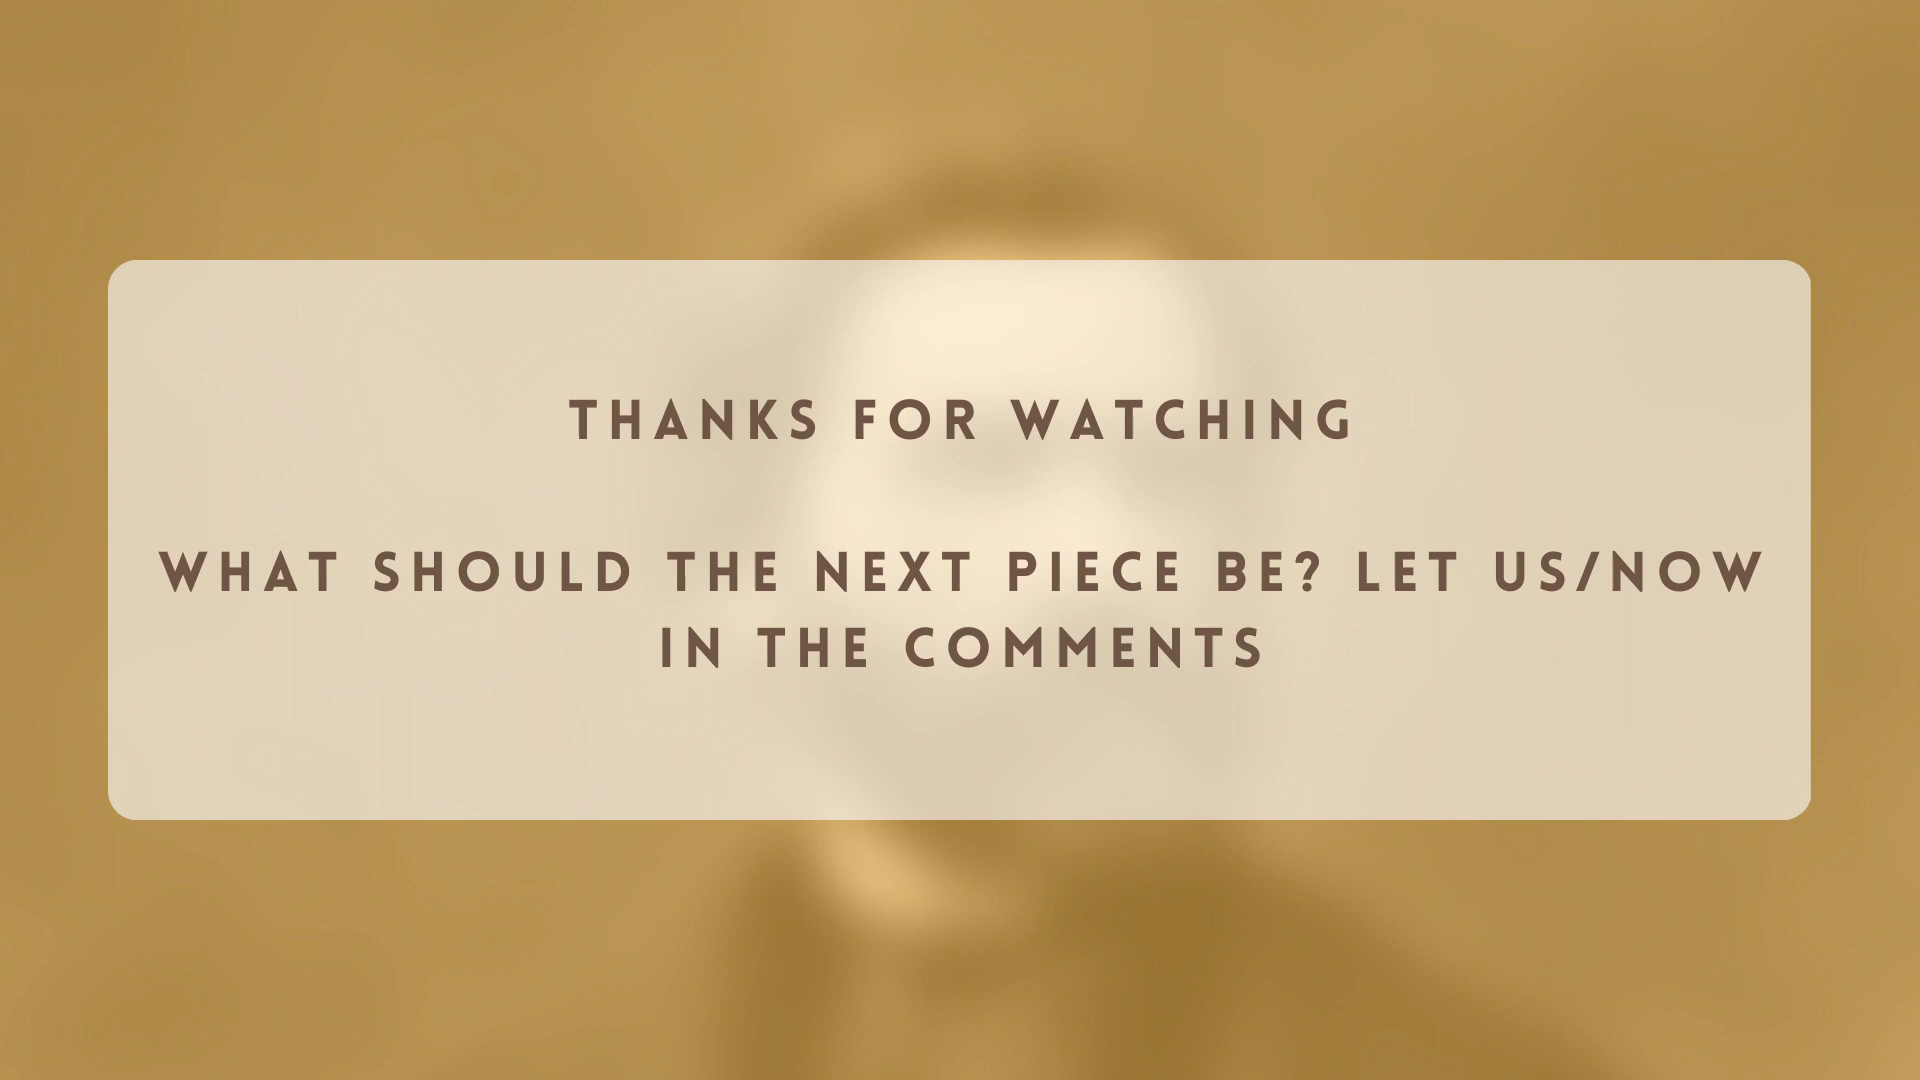 THANKS FOR WATCHING
WHAT SHOULD THE NEXT PIECE BE? LET US/NOW
IN THE COMMENTS